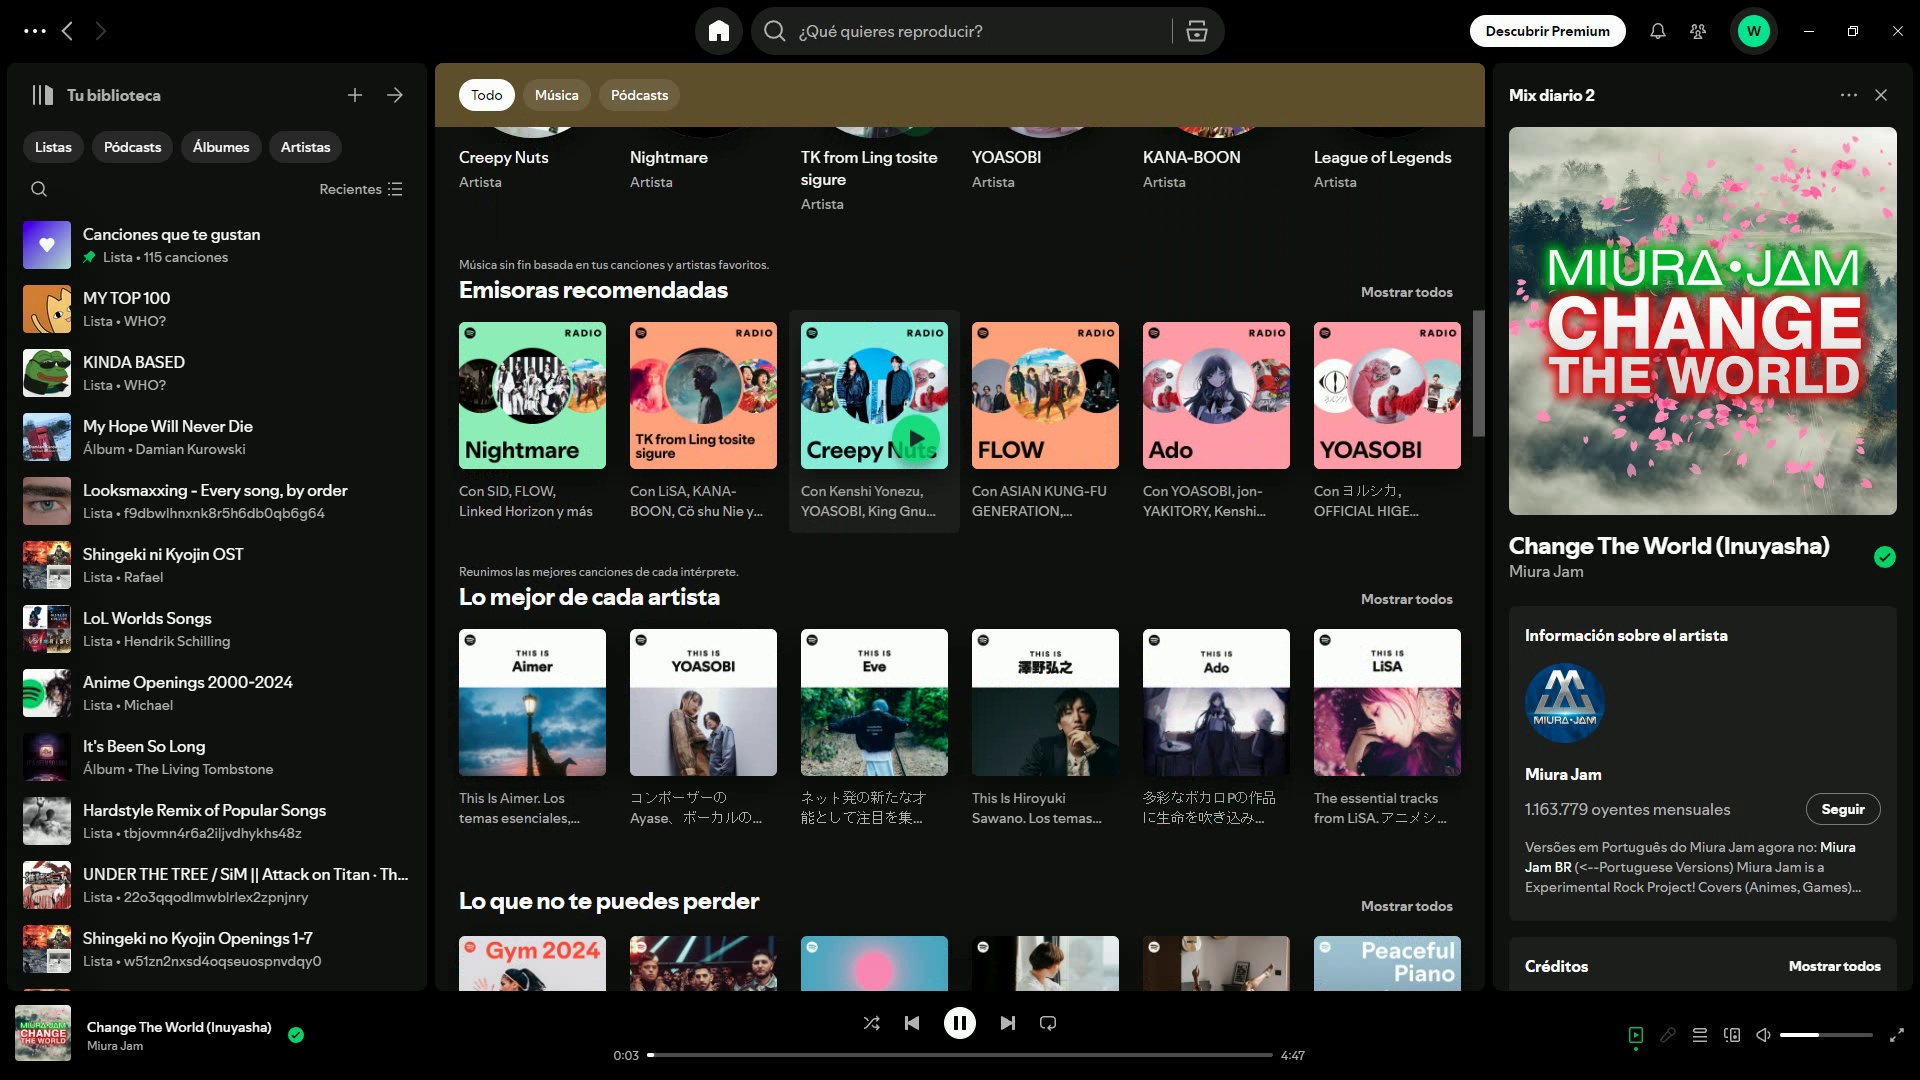 ¿Qué quieres reproducir?
Descubrir Premium
W
Tu biblioteca
Listas
Pódcasts
Álbumes
Artistas
Recientes
Canciones que te gustan
Lista • 115 canciones
MY TOP 100
Lista • WHO?
KINDA BASED
Lista • WHO?
My Hope Will Never Die
Álbum • Damian Kurowski
Looksmaxxing - Every song, by order
Lista • f9dbwlhnxnk8r5h6db0qb6g64
Shingeki ni Kyojin OST
Lista • Rafael
LoL Worlds Songs
Lista • Hendrik Schilling
Anime Openings 2000-2024
Lista • Michael
It's Been So Long
Álbum • The Living Tombstone
Hardstyle Remix of Popular Songs
Lista • tbjovmn4r6a2iljvdhykhs48z
UNDER THE TREE / SiM || Attack on Titan · Th...
Lista • 22o3qqodlmwblrlex2zpnjnry
Shingeki no Kyojin Openings 1-7
Lista • w51zn2nxsd4oqseuospnvdqy0
Todo
Música
Pódcasts
Creepy Nuts
Artista
Nightmare
Artista
TK from Ling tosite
sigure
Artista
YOASOBI
Artista
KANA-BOON
Artista
League of Legends
Artista
Música sin fin basada en tus canciones y artistas favoritos.
Emisoras recomendadas
Mostrar todos
RADIO
Nightmare
Con SID, FLOW,
Linked Horizon y más
RADIO
TK from Ling tosite
sigure
Con LiSA, KANA-
BOON, Cö shu Nie y...
RADIO
Creepy Nuts
Con Kenshi Yonezu,
YOASOBI, King Gnu...
RADIO
FLOW
Con ASIAN KUNG-FU
GENERATION,...
RADIO
Ado
Con YOASOBI, jon-
YAKITORY, Kenshi...
RADIO
YOASOBI
Con ヨルシカ,
OFFICIAL HIGE...
Reunimos las mejores canciones de cada intérprete.
Lo mejor de cada artista
Mostrar todos
THIS IS
Aimer
This Is Aimer. Los
temas esenciales,...
THIS IS
YOASOBI
コンポーザーの
Ayase、ボーカルの...
THIS IS
Eve
ネット発の新たな才
能として注目を集...
THIS IS
澤野弘之
This Is Hiroyuki
Sawano. Los temas...
THIS IS
Ado
多彩なボカロPの作品
に生命を吹き込み...
THIS IS
LiSA
The essential tracks
from LiSA. アニメシ...
Lo que no te puedes perder
Mostrar todos
Gym 2024
Peaceful
Piano
Mix diario 2
MIURA•JAM
CHANGE
THE WORLD
Change The World (Inuyasha)
Miura Jam
Información sobre el artista
MIURA•JAM
Miura Jam
1.163.779 oyentes mensuales
Seguir
Versões em Português do Miura Jam agora no: Miura
Jam BR (<--Portuguese Versions) Miura Jam is a
Experimental Rock Project! Covers (Animes, Games)...
Créditos
Mostrar todos
MIURA•JAM
CHANGE
THE WORLD
Change The World (Inuyasha)
Miura Jam
0:03
4:47